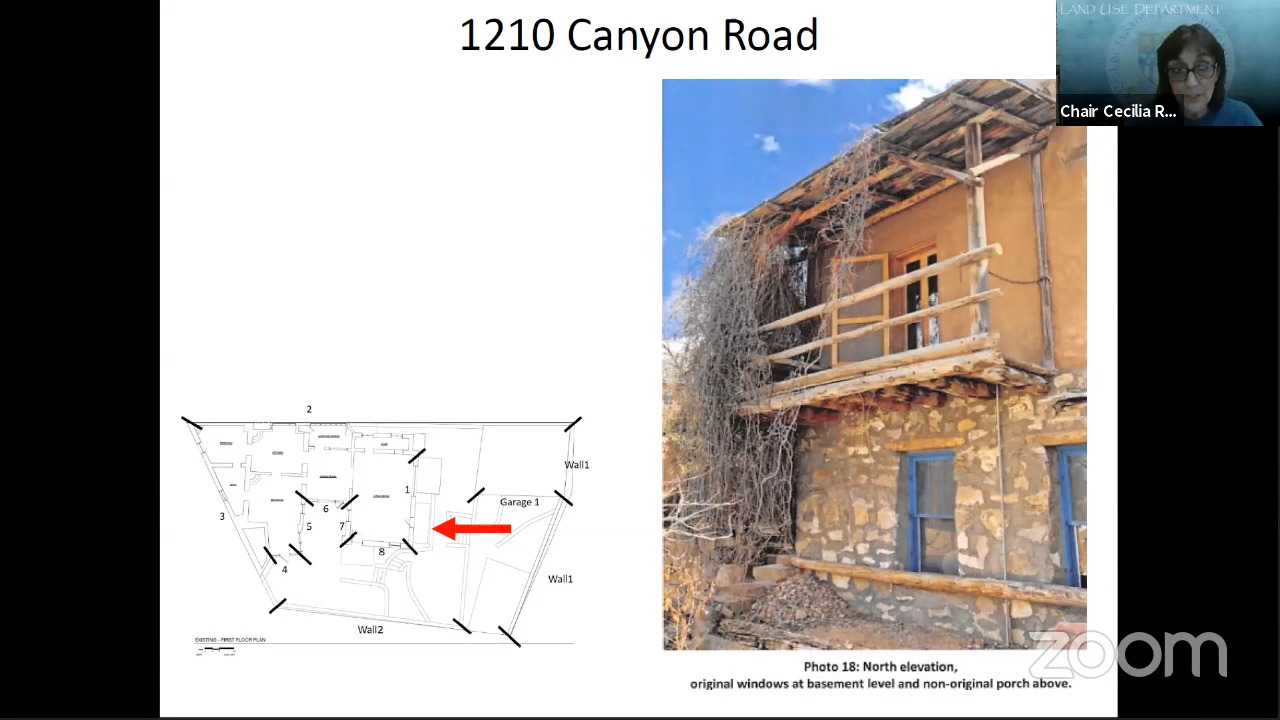 1210 Canyon Road
LAND USE DEPARTMENT
Chair Cecilia R...
2
Wall1
1
Garage 1
3
6
5
7
8
4
Wall1
Wall2
EXISTING - FIRST FLOOR PLAN
Photo 18: North elevation,
original windows at basement level and non-original porch above.
zoom